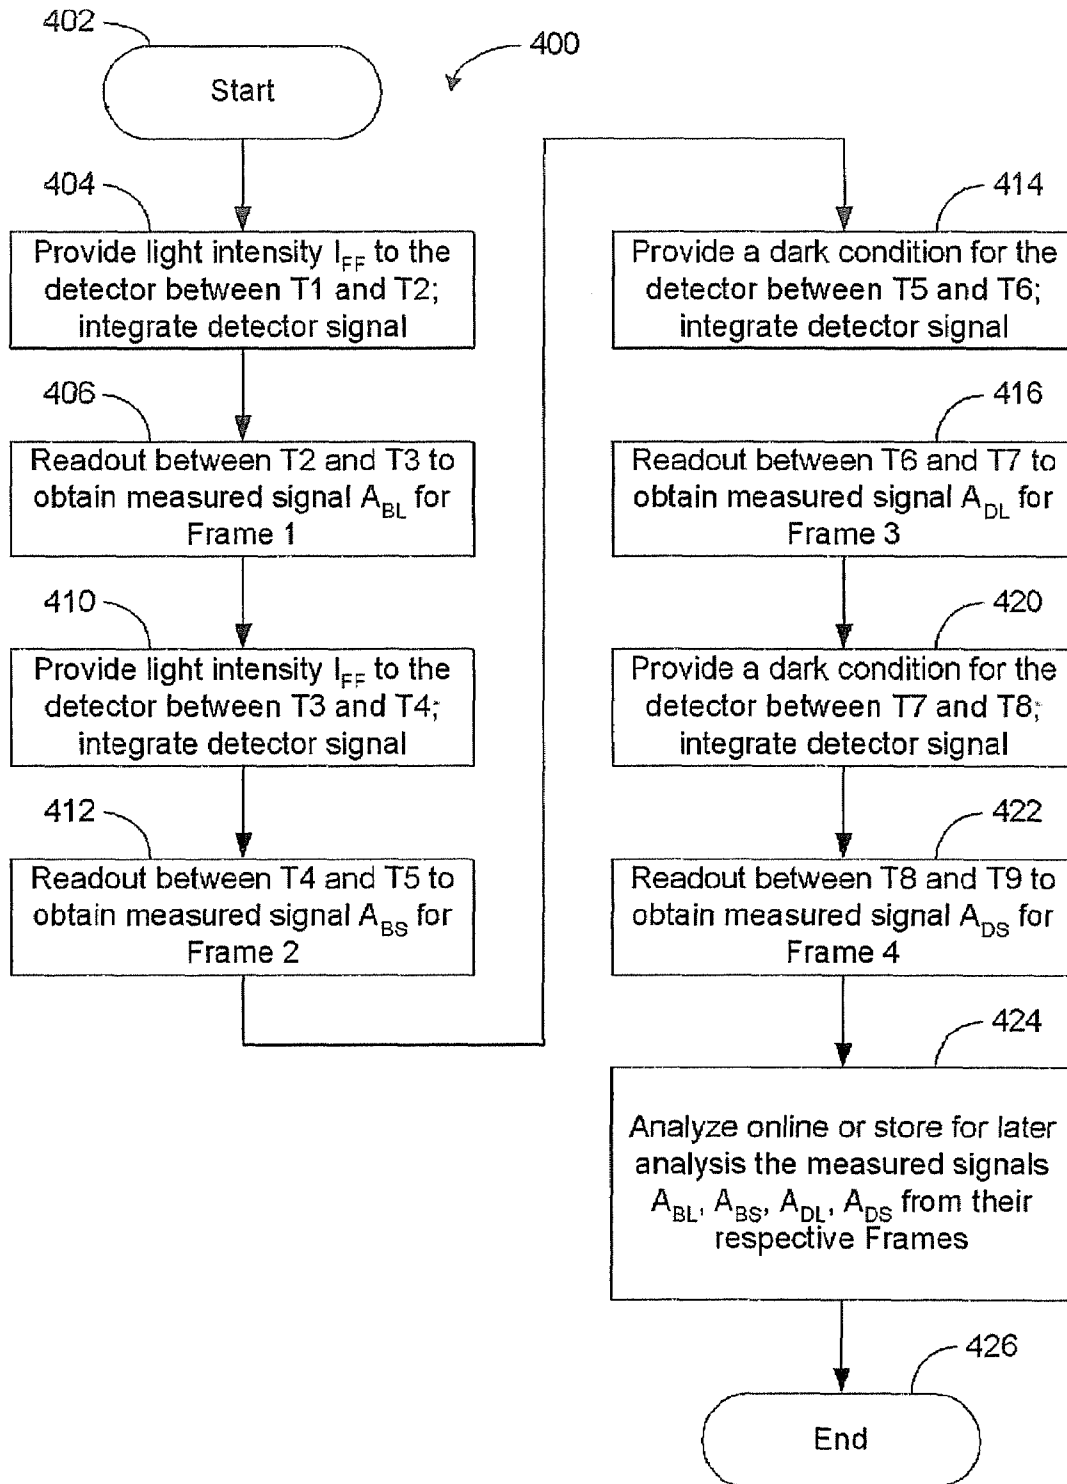 402
400
Start
404
Provide light intensity I_FF to the
detector between T1 and T2;
integrate detector signal
406
Readout between T2 and T3 to
obtain measured signal A_BL for
Frame 1
410
Provide light intensity I_FF to the
detector between T3 and T4;
integrate detector signal
412
Readout between T4 and T5 to
obtain measured signal A_BS for
Frame 2
414
Provide a dark condition for the
detector between T5 and T6;
integrate detector signal
416
Readout between T6 and T7 to
obtain measured signal A_DL for
Frame 3
420
Provide a dark condition for the
detector between T7 and T8;
integrate detector signal
422
Readout between T8 and T9 to
obtain measured signal A_DS for
Frame 4
424
Analyze online or store for later
analysis the measured signals
A_BL, A_BS, A_DL, A_DS from their
respective Frames
426
End